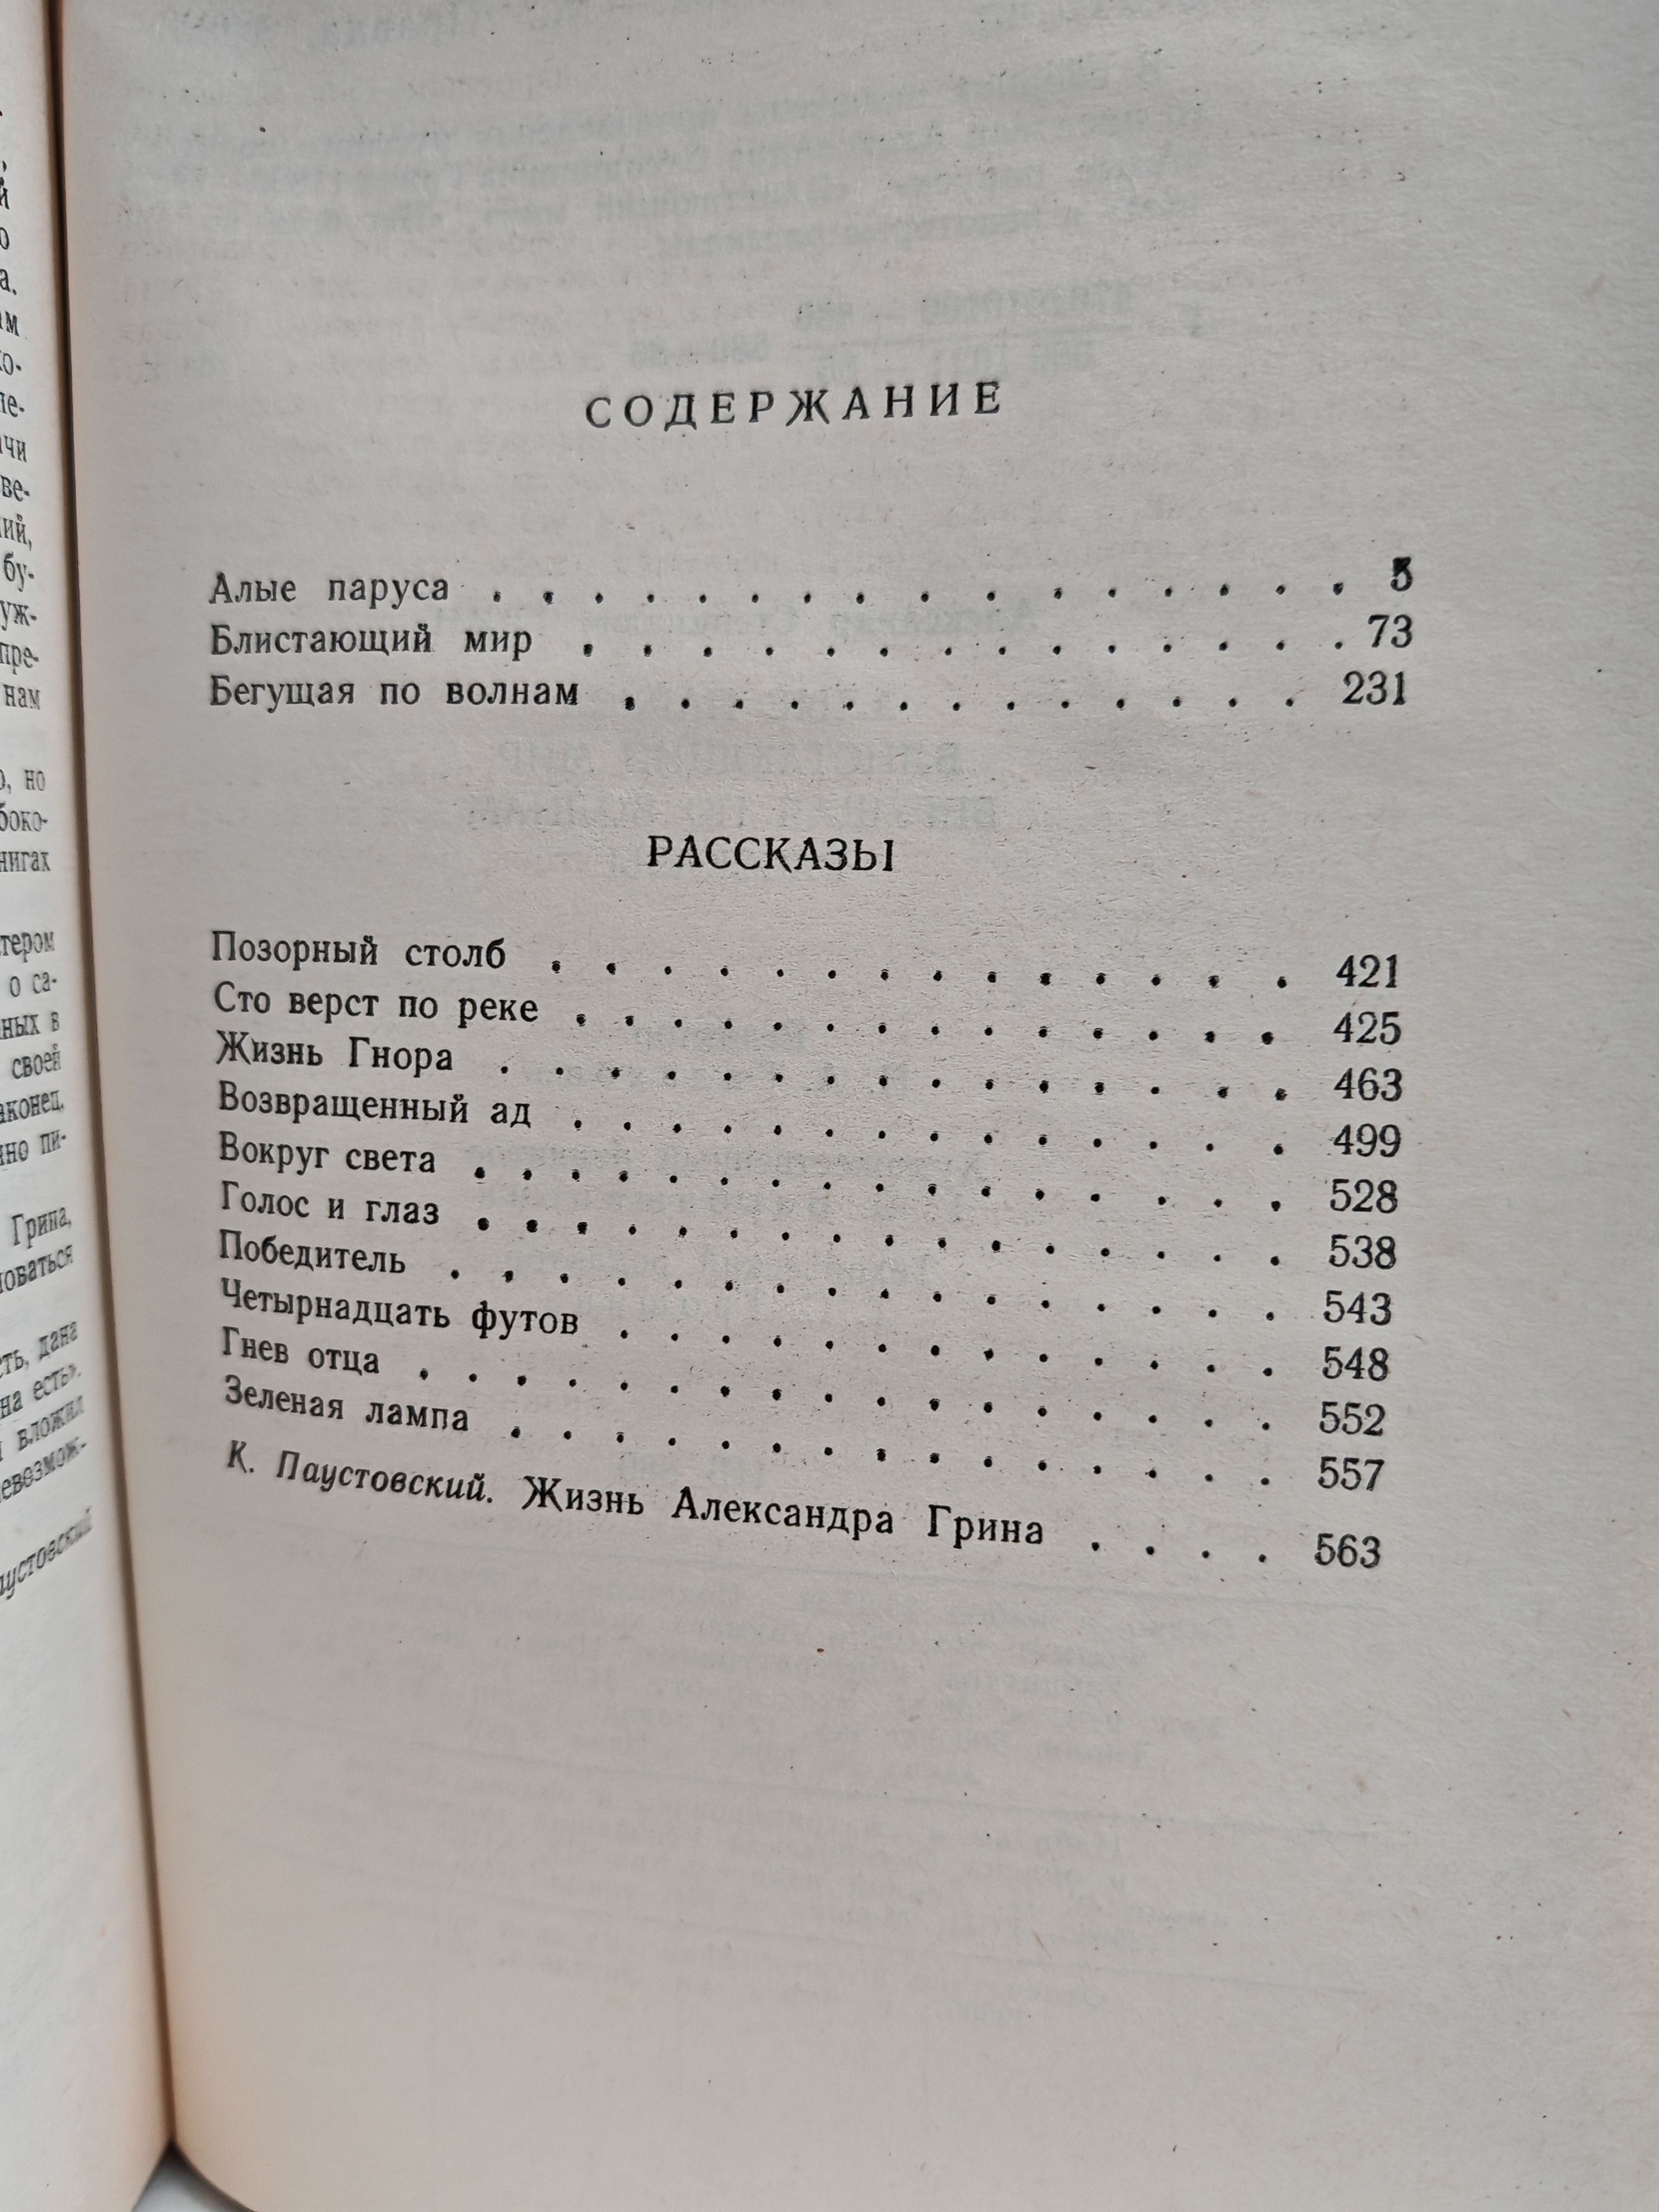 СОДЕРЖАНИЕ
Алые паруса . . . . . . . . . . . . . . . . 5
Блистающий мир . . . . . . . . . . . . . . 73
Бегущая по волнам . . . . . . . . . . . . . 231
РАССКАЗЫ
Позорный столб . . . . . . . . . . . . . . 421
Сто верст по реке . . . . . . . . . . . . . . 425
Жизнь Гнора . . . . . . . . . . . . . . . 463
Возвращенный ад . . . . . . . . . . . . . . 499
Вокруг света . . . . . . . . . . . . . . . . 528
Голос и глаз . . . . . . . . . . . . . . . . 538
Победитель . . . . . . . . . . . . . . . . 543
Четырнадцать футов . . . . . . . . . . . . . 548
Гнев отца . . . . . . . . . . . . . . . . . 552
Зеленая лампа . . . . . . . . . . . . . . . 557
К. Паустовский. Жизнь Александра Грина . . . . 563